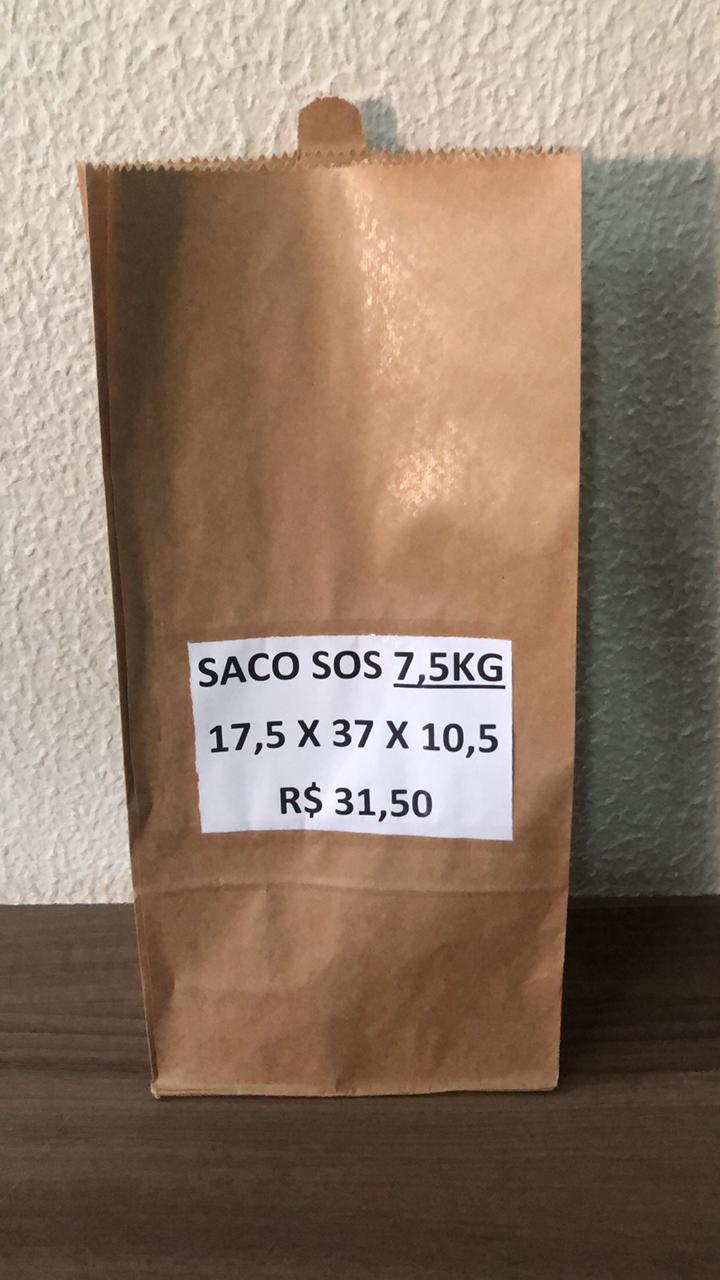 SACO SOS 7,5KG
17,5 X 37 X 10,5
R$ 31,50